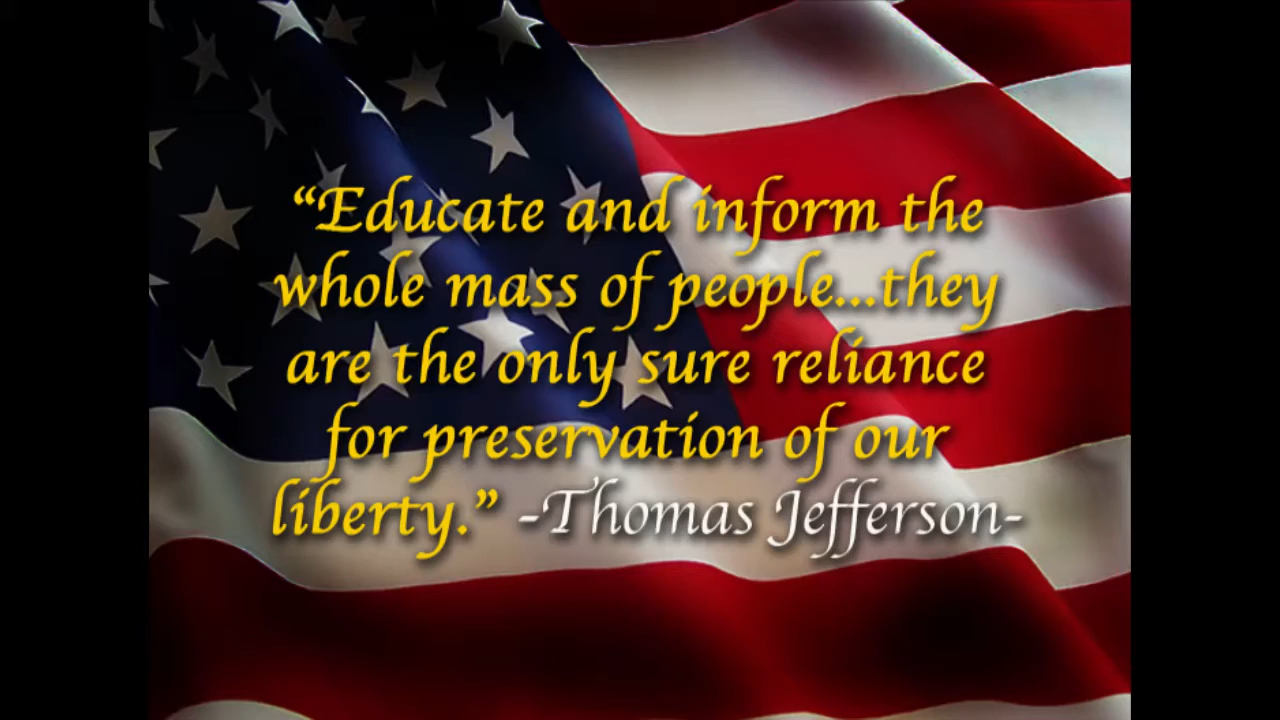 “Educate and inform the
whole mass of people...they
are the only sure reliance
for preservation of our
liberty.” -Thomas Jefferson-